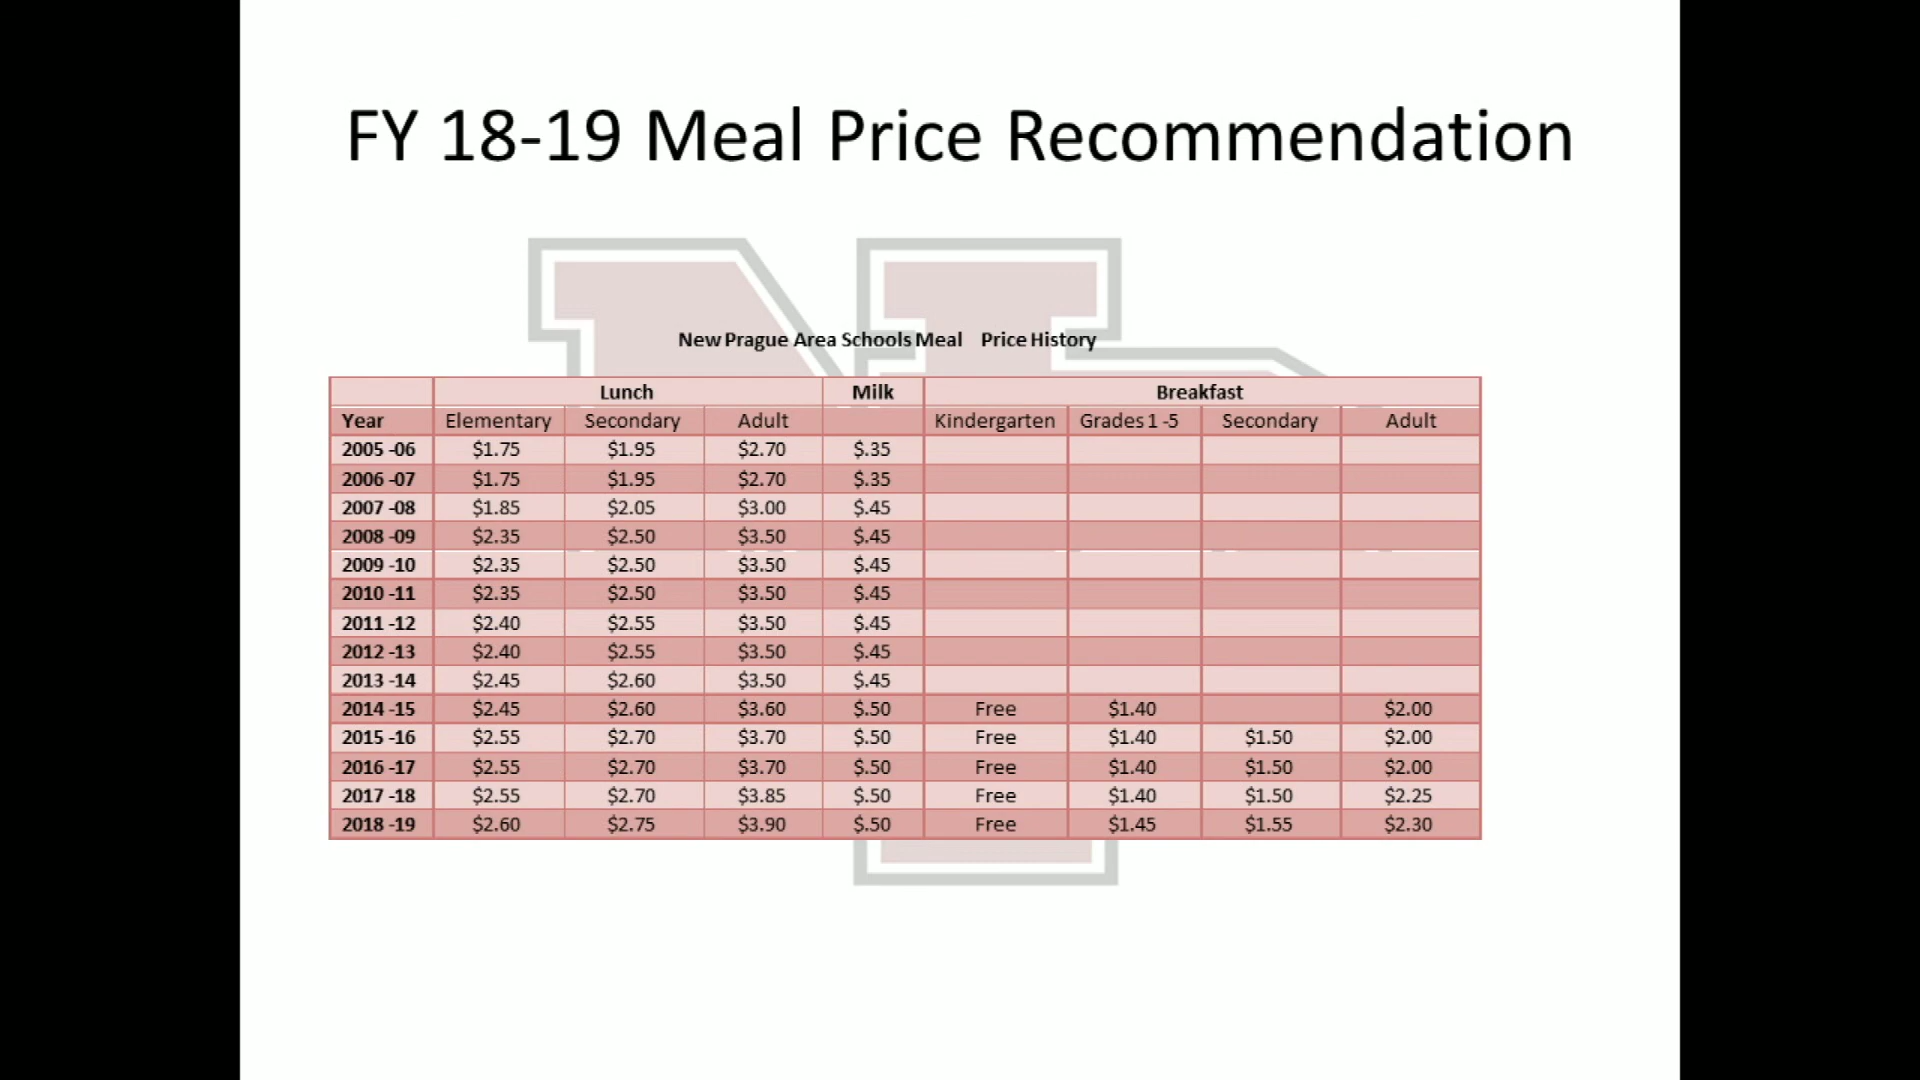 FY 18-19 Meal Price Recommendation
New Prague Area Schools Meal Price History
Lunch Milk Breakfast
Year Elementary Secondary Adult Kindergarten Grades 1 -5 Secondary Adult
2005 -06 $1.75 $1.95 $2.70 $.35
2006 -07 $1.75 $1.95 $2.70 $.35
2007 -08 $1.85 $2.05 $3.00 $.45
2008 -09 $2.35 $2.50 $3.50 $.45
2009 -10 $2.35 $2.50 $3.50 $.45
2010 -11 $2.35 $2.50 $3.50 $.45
2011 -12 $2.40 $2.55 $3.50 $.45
2012 -13 $2.40 $2.55 $3.50 $.45
2013 -14 $2.45 $2.60 $3.50 $.45
2014 -15 $2.45 $2.60 $3.60 $.50 Free $1.40 $2.00
2015 -16 $2.55 $2.70 $3.70 $.50 Free $1.40 $1.50 $2.00
2016 -17 $2.55 $2.70 $3.70 $.50 Free $1.40 $1.50 $2.00
2017 -18 $2.55 $2.70 $3.85 $.50 Free $1.40 $1.50 $2.25
2018 -19 $2.60 $2.75 $3.90 $.50 Free $1.45 $1.55 $2.30